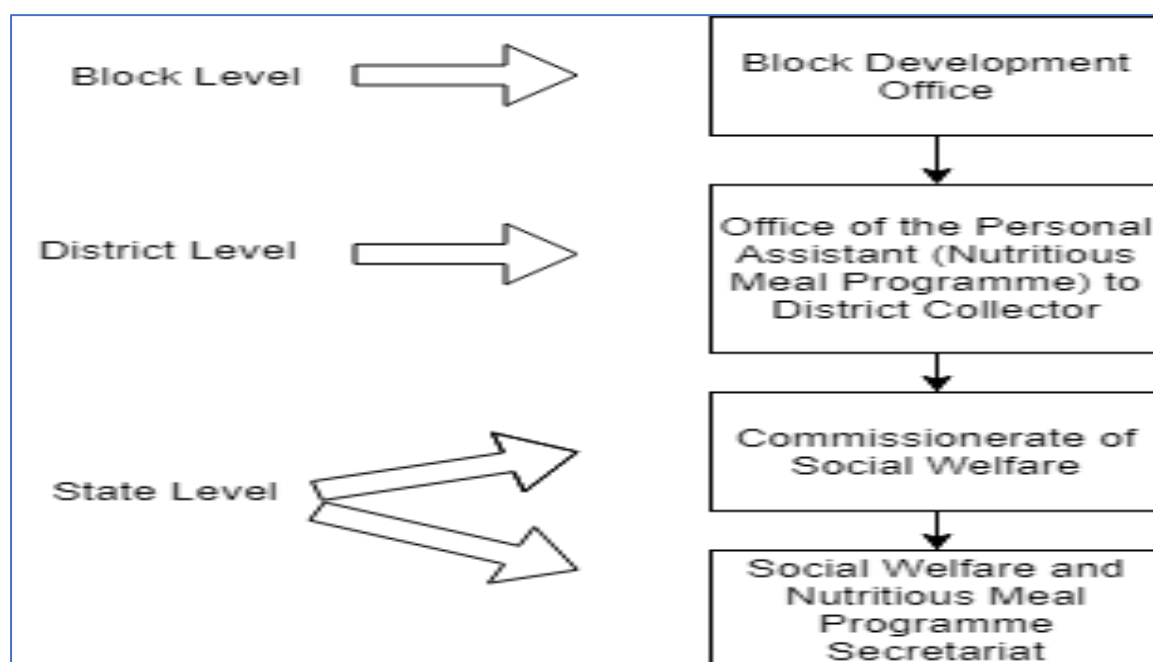 Block Level
Block Development
Office
District Level
Office of the Personal
Assistant (Nutritious
Meal Programme) to
District Collector
State Level
Commissionerate of
Social Welfare
Social Welfare and
Nutritious Meal
Programme
Secretariat